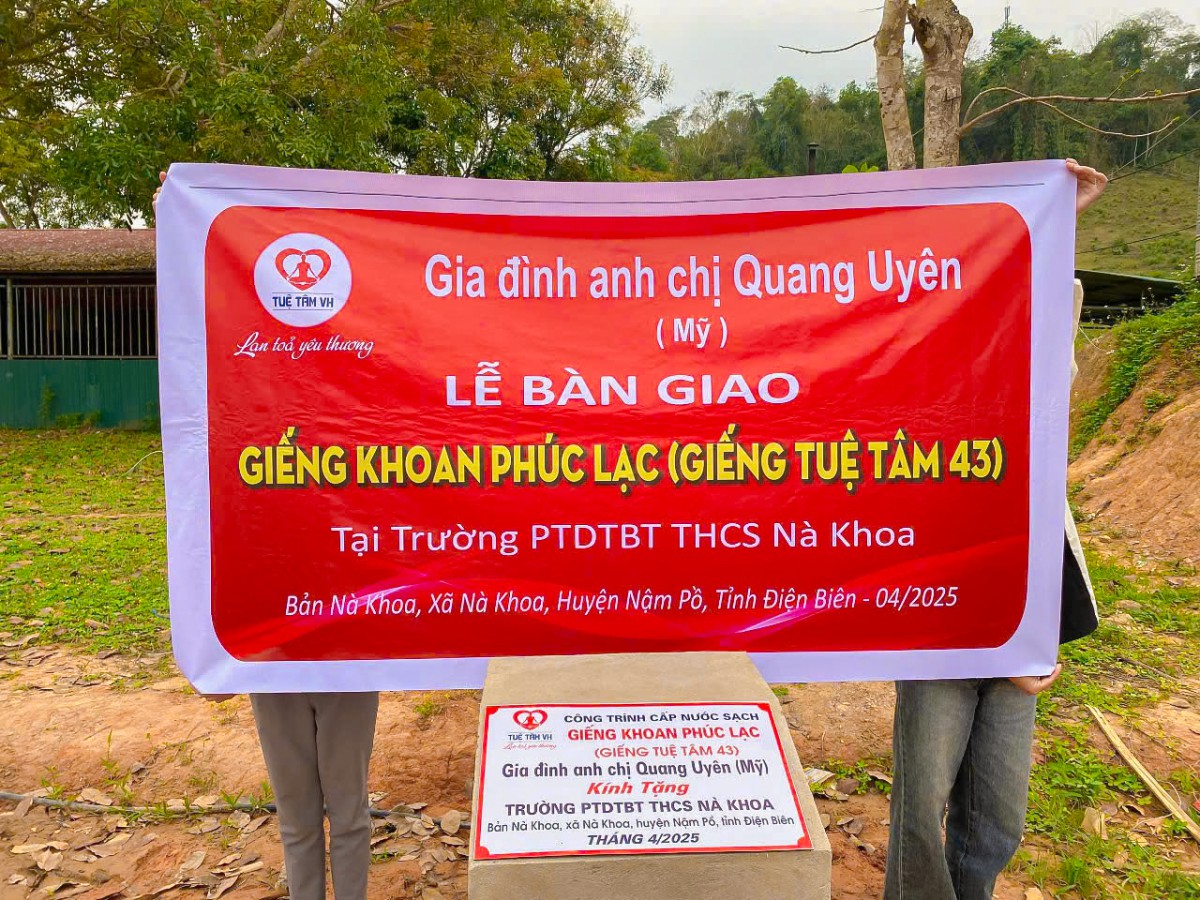 TUỆ TÂM VH
Lan toả yêu thương
Gia đình anh chị Quang Uyên
( Mỹ )
LỄ BÀN GIAO
GIẾNG KHOAN PHÚC LẠC (GIẾNG TUỆ TÂM 43)
Tại Trường PTDTBT THCS Nà Khoa
Bản Nà Khoa, Xã Nà Khoa, Huyện Nậm Pồ, Tỉnh Điện Biên - 04/2025
TUỆ TÂM VH
Lan toả yêu thương
CÔNG TRÌNH CẤP NƯỚC SẠCH
GIẾNG KHOAN PHÚC LẠC
(GIẾNG TUỆ TÂM 43)
Gia đình anh chị Quang Uyên (Mỹ)
Kính Tặng
TRƯỜNG PTDTBT THCS NÀ KHOA
Bản Nà Khoa, xã Nà Khoa, huyện Nậm Pồ, tỉnh Điện Biên
THÁNG 4/2025